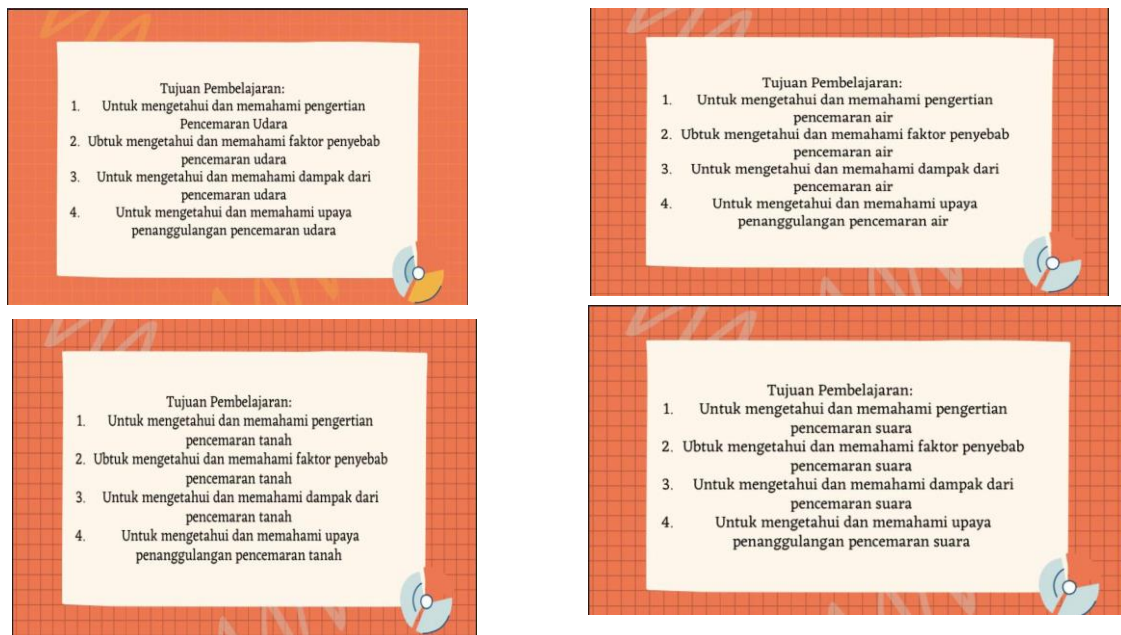 Tujuan Pembelajaran:
1. Untuk mengetahui dan memahami pengertian
Pencemaran Udara
2. Ubtuk mengetahui dan memahami faktor penyebab
pencemaran udara
3. Untuk mengetahui dan memahami dampak dari
pencemaran udara
4. Untuk mengetahui dan memahami upaya
penanggulangan pencemaran udara
Tujuan Pembelajaran:
1. Untuk mengetahui dan memahami pengertian
pencemaran air
2. Ubtuk mengetahui dan memahami faktor penyebab
pencemaran air
3. Untuk mengetahui dan memahami dampak dari
pencemaran air
4. Untuk mengetahui dan memahami upaya
penanggulangan pencemaran air
Tujuan Pembelajaran:
1. Untuk mengetahui dan memahami pengertian
pencemaran tanah
2. Ubtuk mengetahui dan memahami faktor penyebab
pencemaran tanah
3. Untuk mengetahui dan memahami dampak dari
pencemaran tanah
4. Untuk mengetahui dan memahami upaya
penanggulangan pencemaran tanah
Tujuan Pembelajaran:
1. Untuk mengetahui dan memahami pengertian
pencemaran suara
2. Ubtuk mengetahui dan memahami faktor penyebab
pencemaran suara
3. Untuk mengetahui dan memahami dampak dari
pencemaran suara
4. Untuk mengetahui dan memahami upaya
penanggulangan pencemaran suara